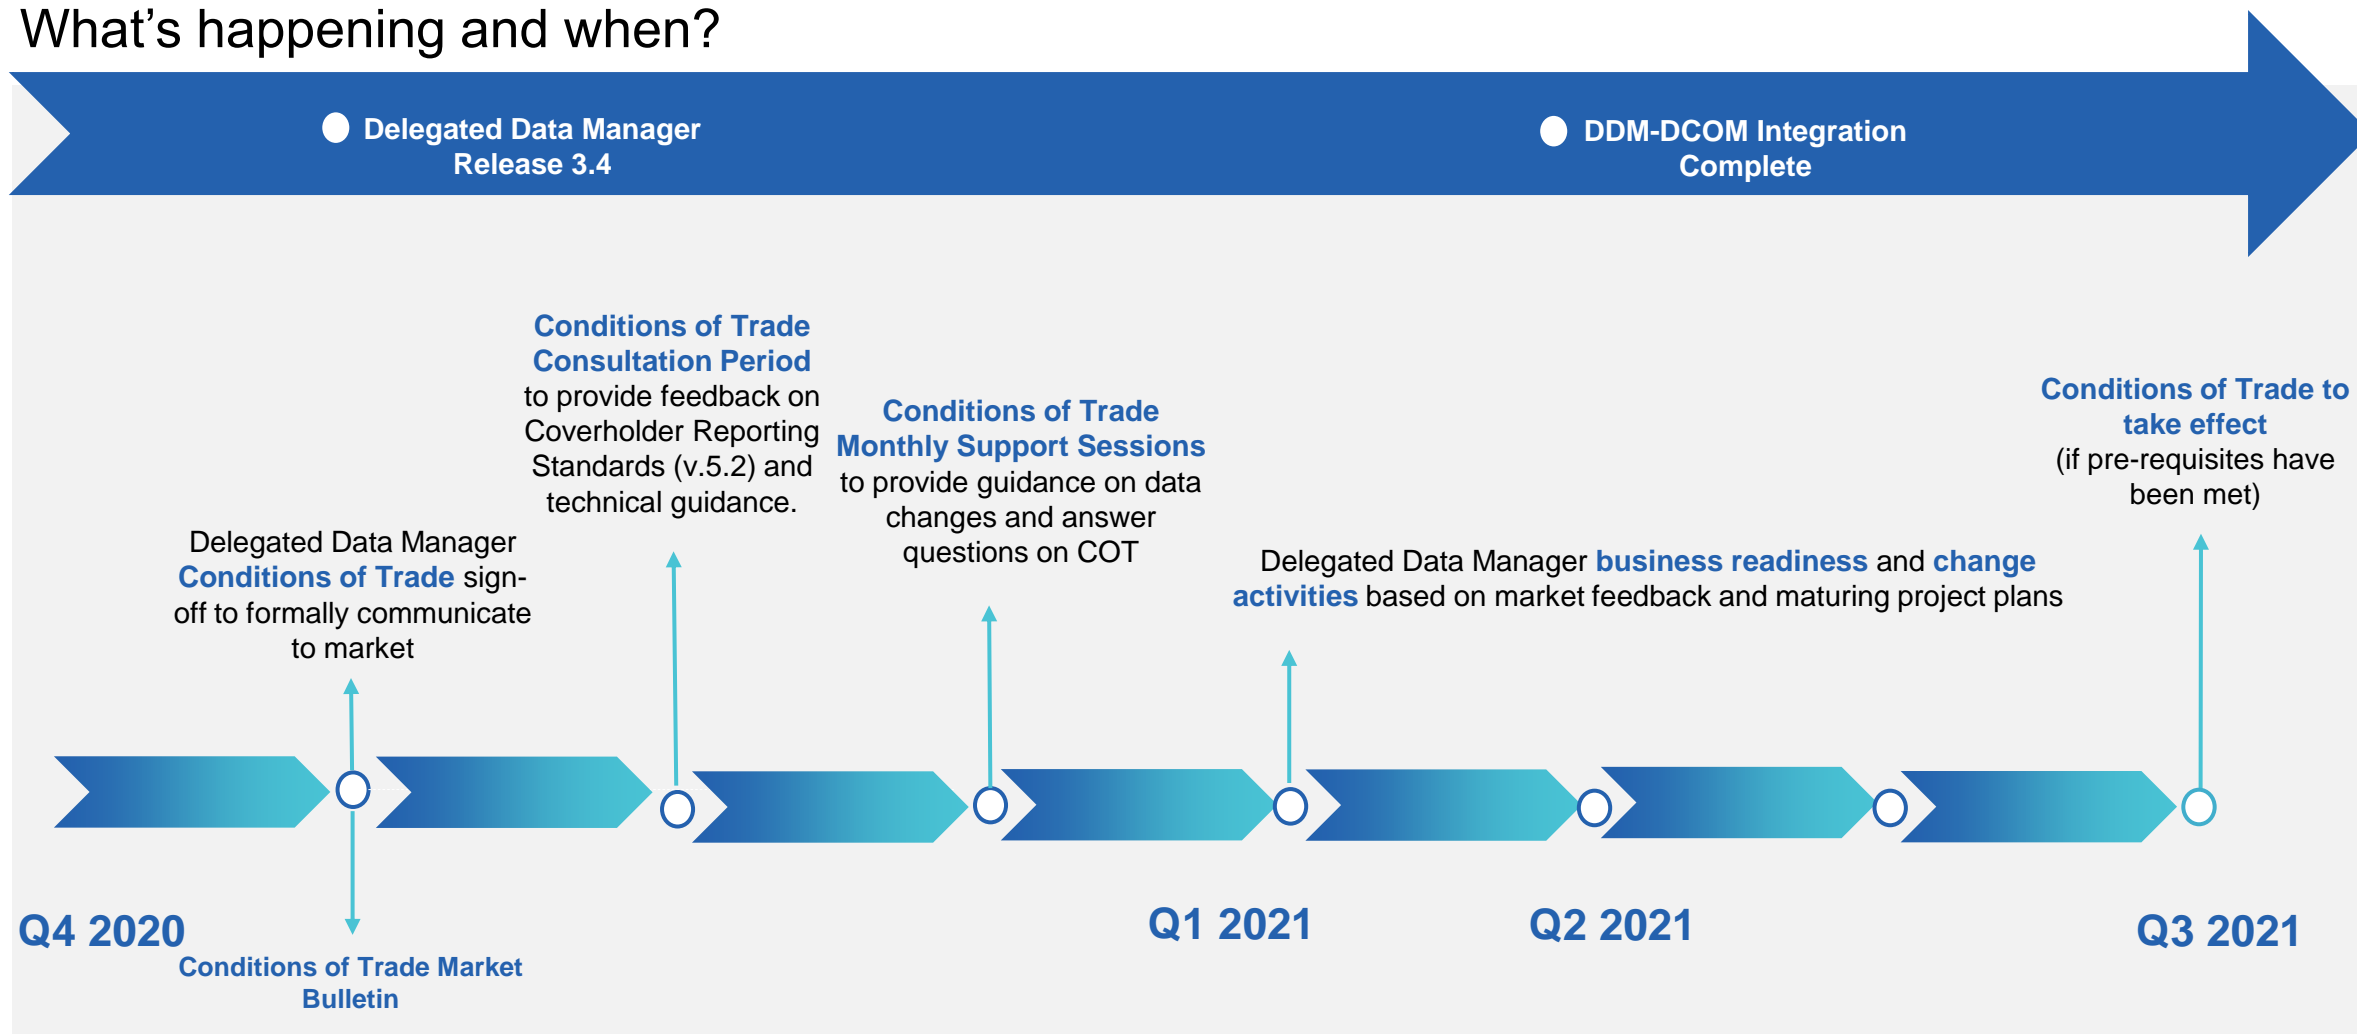 What's happening and when?
Delegated Data Manager
Release 3.4
DDM-DCOM Integration
Complete
Conditions of Trade
Consultation Period
to provide feedback on
Coverholder Reporting
Standards (v.5.2) and
technical guidance.
Conditions of Trade
Monthly Support Sessions
to provide guidance on data
changes and answer
questions on COT
Conditions of Trade to
take effect
(if pre-requisites have
been met)
Delegated Data Manager
Conditions of Trade sign-
off to formally communicate
to market
Delegated Data Manager business readiness and change
activities based on market feedback and maturing project plans
Q4 2020
Q1 2021
Q2 2021
Q3 2021
Conditions of Trade Market
Bulletin